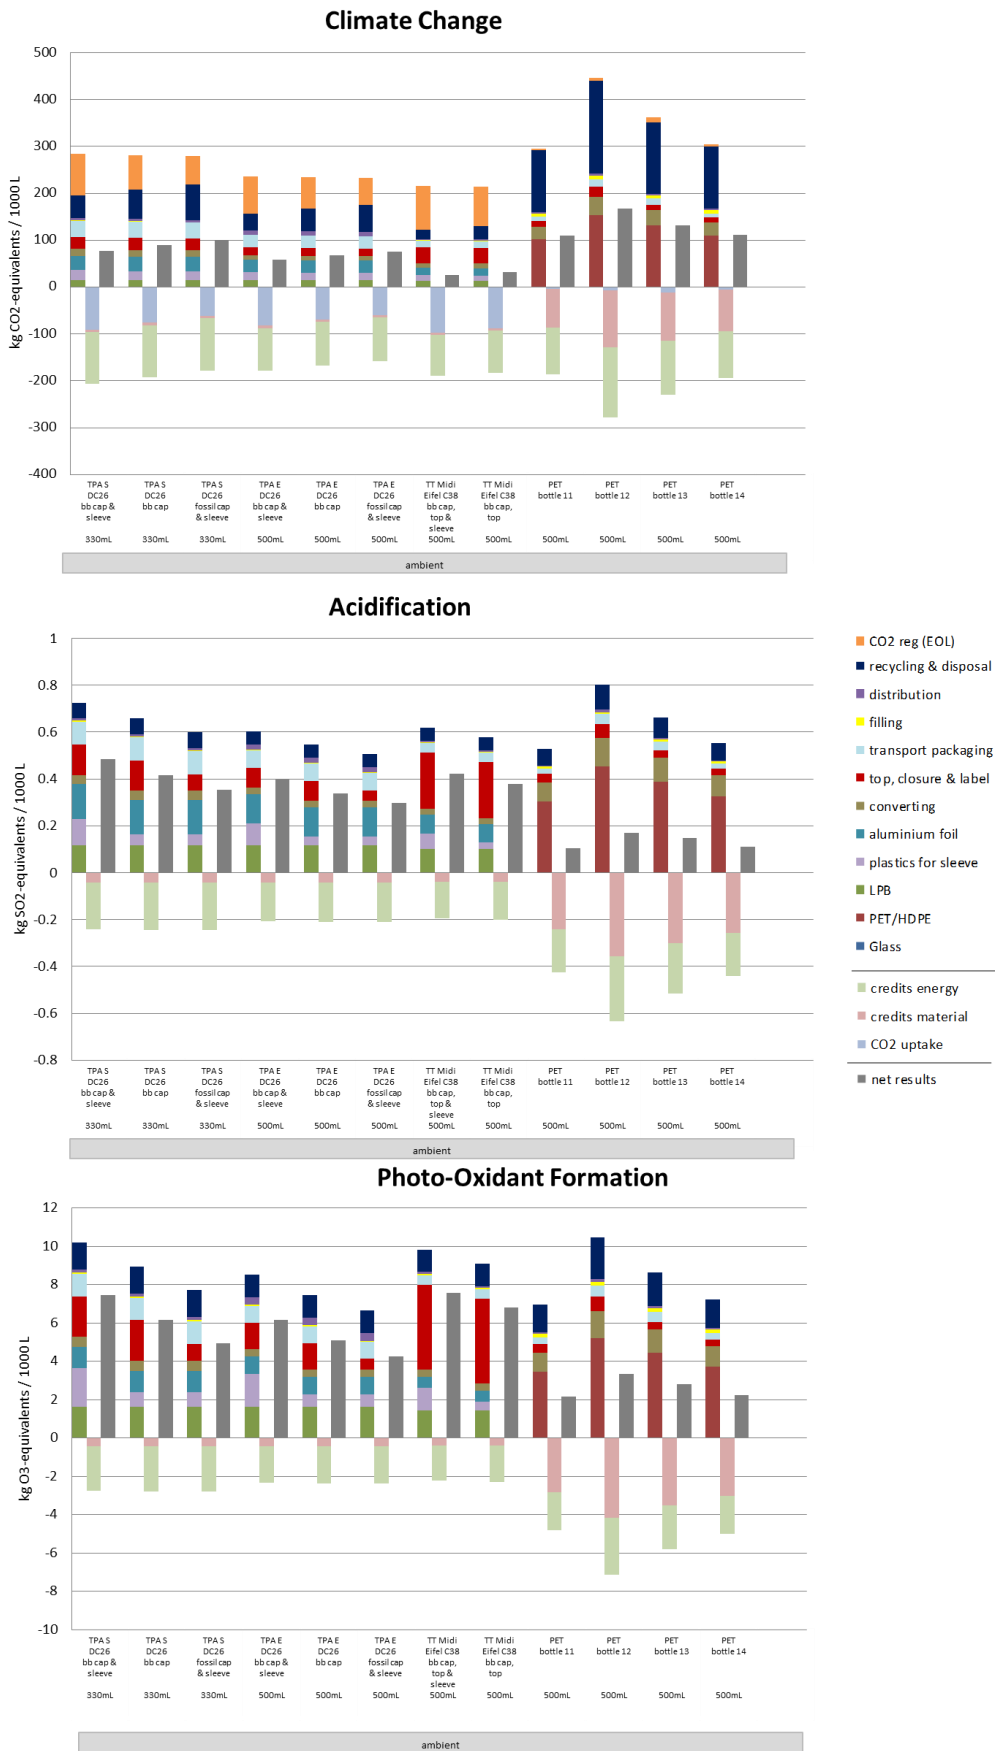 Climate Change
kg CO2-equivalents / 1000 L
500
400
300
200
100
0
-100
-200
-300
-400
TPA S DC26 bb cap & sleeve
TPA S DC26 bb cap
TPA S DC26 fossil cap & sleeve
TPA E DC26 bb cap & sleeve
TPA E DC26 bb cap
TPA E DC26 fossil cap & sleeve
TT Midi Eifel C38 bb cap, top & sleeve
TT Midi Eifel C38 bb cap, top
PET bottle 11
PET bottle 12
PET bottle 13
PET bottle 14
330mL 330mL 330mL 500mL 500mL 500mL 500mL 500mL 500mL 500mL 500mL 500mL
ambient
Acidification
kg SO2-equivalents / 1000 L
1
0.8
0.6
0.4
0.2
0
-0.2
-0.4
-0.6
-0.8
TPA S DC26 bb cap & sleeve
TPA S DC26 bb cap
TPA S DC26 fossil cap & sleeve
TPA E DC26 bb cap & sleeve
TPA E DC26 bb cap
TPA E DC26 fossil cap & sleeve
TT Midi Eifel C38 bb cap, top & sleeve
TT Midi Eifel C38 bb cap, top
PET bottle 11
PET bottle 12
PET bottle 13
PET bottle 14
330mL 330mL 330mL 500mL 500mL 500mL 500mL 500mL 500mL 500mL 500mL 500mL
ambient
CO2 reg (EOL)
recycling & disposal
distribution
filling
transport packaging
top, closure & label
converting
aluminium foil
plastics for sleeve
LPB
PET/HDPE
Glass
credits energy
credits material
CO2 uptake
net results
Photo-Oxidant Formation
kg O3-equivalents / 1000 L
12
10
8
6
4
2
0
-2
-4
-6
-8
-10
TPA S DC26 bb cap & sleeve
TPA S DC26 bb cap
TPA S DC26 fossil cap & sleeve
TPA E DC26 bb cap & sleeve
TPA E DC26 bb cap
TPA E DC26 fossil cap & sleeve
TT Midi Eifel C38 bb cap, top & sleeve
TT Midi Eifel C38 bb cap, top
PET bottle 11
PET bottle 12
PET bottle 13
PET bottle 14
330mL 330mL 330mL 500mL 500mL 500mL 500mL 500mL 500mL 500mL 500mL 500mL
ambient